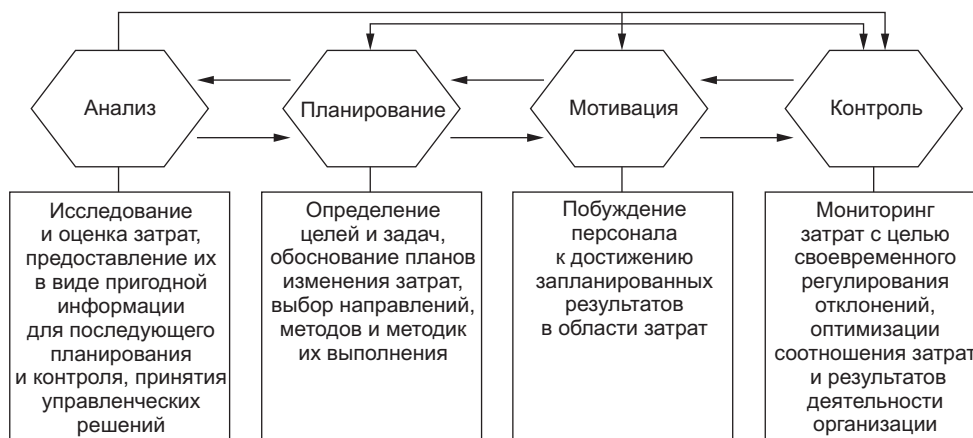 Анализ
Планирование
Мотивация
Контроль
Исследование
и оценка затрат,
предоставление их
в виде пригодной
информации
для последующего
планирования
и контроля, принятия
управленческих
решений
Определение
целей и задач,
обоснование планов
изменения затрат,
выбор направлений,
методов и методик
их выполнения
Побуждение
персонала
к достижению
запланированных
результатов
в области затрат
Мониторинг
затрат с целью
своевременного
регулирования
отклонений,
оптимизации
соотношения затрат
и результатов
деятельности
организации